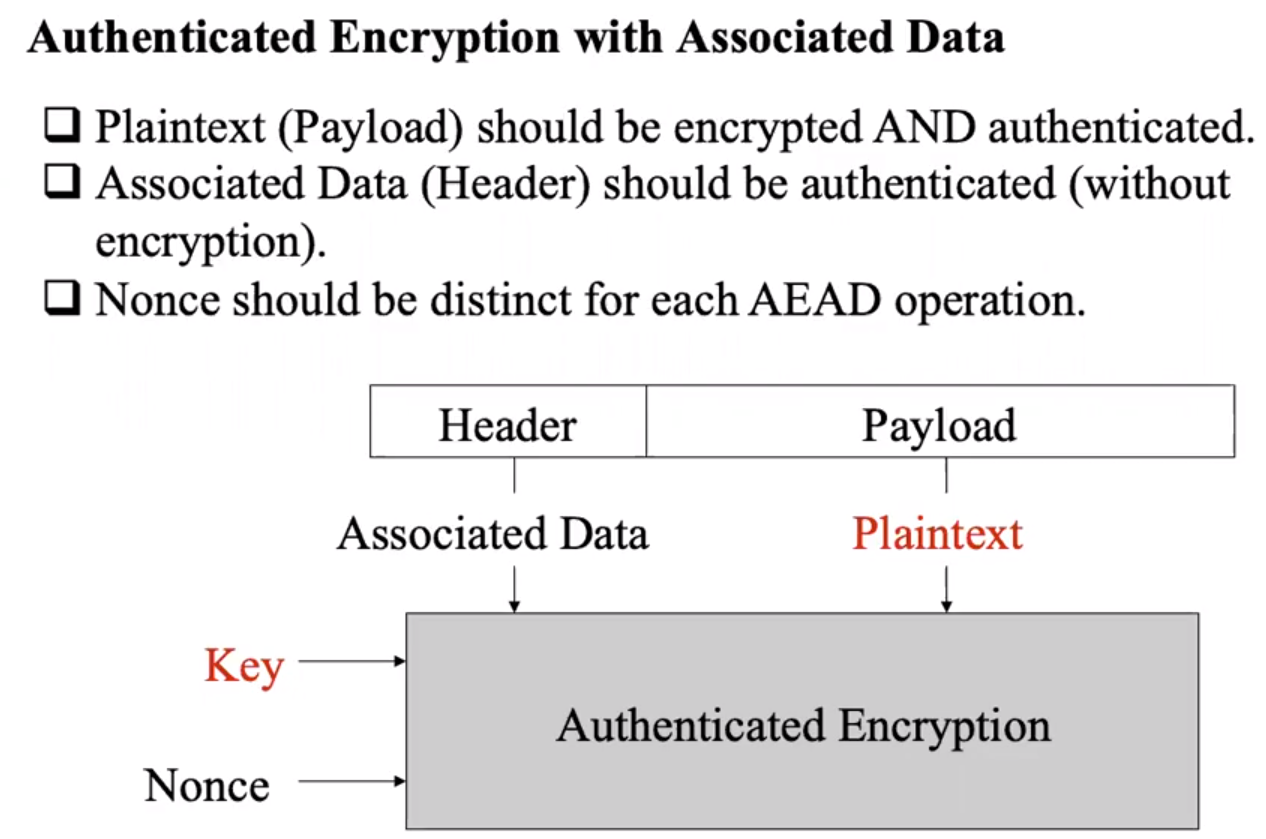 Authenticated Encryption with Associated Data
❑ Plaintext (Payload) should be encrypted AND authenticated.
❑ Associated Data (Header) should be authenticated (without
encryption).
❑ Nonce should be distinct for each AEAD operation.
Header Payload
Associated Data Plaintext
Key
Authenticated Encryption
Nonce